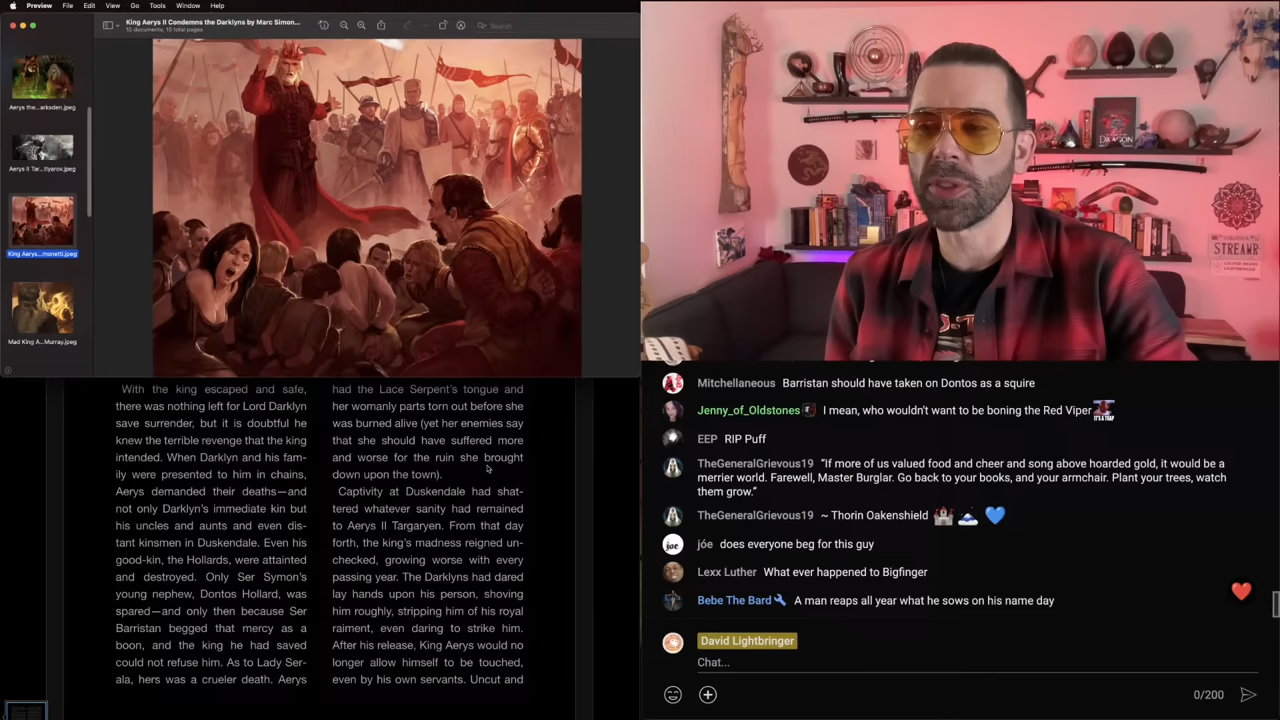 Preview File Edit View Go Tools Window Help
King Aerys II Condemns the Darklyns by Marc Simon...
10 documents, 10 total pages
Search
Aerys the...arksden.jpeg
Aerys II Tar...ttyarov.jpeg
King Aerys...monetti.jpeg
Mad King A...Murray.jpeg
With the king escaped and safe,
there was nothing left for Lord Darklyn
save surrender, but it is doubtful he
knew the terrible revenge that the king
intended. When Darklyn and his fam-
ily were presented to him in chains,
Aerys demanded their deaths—and
not only Darklyn's immediate kin but
his uncles and aunts and even dis-
tant kinsmen in Duskendale. Even his
good-kin, the Hollards, were attainted
and destroyed. Only Ser Symon's
young nephew, Dontos Hollard, was
spared—and only then because Ser
Barristan begged that mercy as a
boon, and the king he had saved
could not refuse him. As to Lady Ser-
ala, hers was a crueler death. Aerys
had the Lace Serpent's tongue and
her womanly parts torn out before she
was burned alive (yet her enemies say
that she should have suffered more
and worse for the ruin she brought
down upon the town).
Captivity at Duskendale had shat-
tered whatever sanity had remained
to Aerys II Targaryen. From that day
forth, the king's madness reigned un-
checked, growing worse with every
passing year. The Darklyns had dared
lay hands upon his person, shoving
him roughly, stripping him of his royal
raiment, even daring to strike him.
After his release, King Aerys would no
longer allow himself to be touched,
even by his own servants. Uncut and
DRAGON
STREAMR
Mitchellaneous Barristan should have taken on Dontos as a squire
Jenny_of_Oldstones I mean, who wouldn't want to be boning the Red Viper IT'S A TRAP
EEP RIP Puff
TheGeneralGrievous19 "If more of us valued food and cheer and song above hoarded gold, it would be a
merrier world. Farewell, Master Burglar. Go back to your books, and your armchair. Plant your trees, watch
them grow."
TheGeneralGrievous19 ~ Thorin Oakenshield 🏰 🗻 💙
joe jóe does everyone beg for this guy
Lexx Luther What ever happened to Bigfinger
Bebe The Bard A man reaps all year what he sows on his name day
David Lightbringer
Chat...
0/200